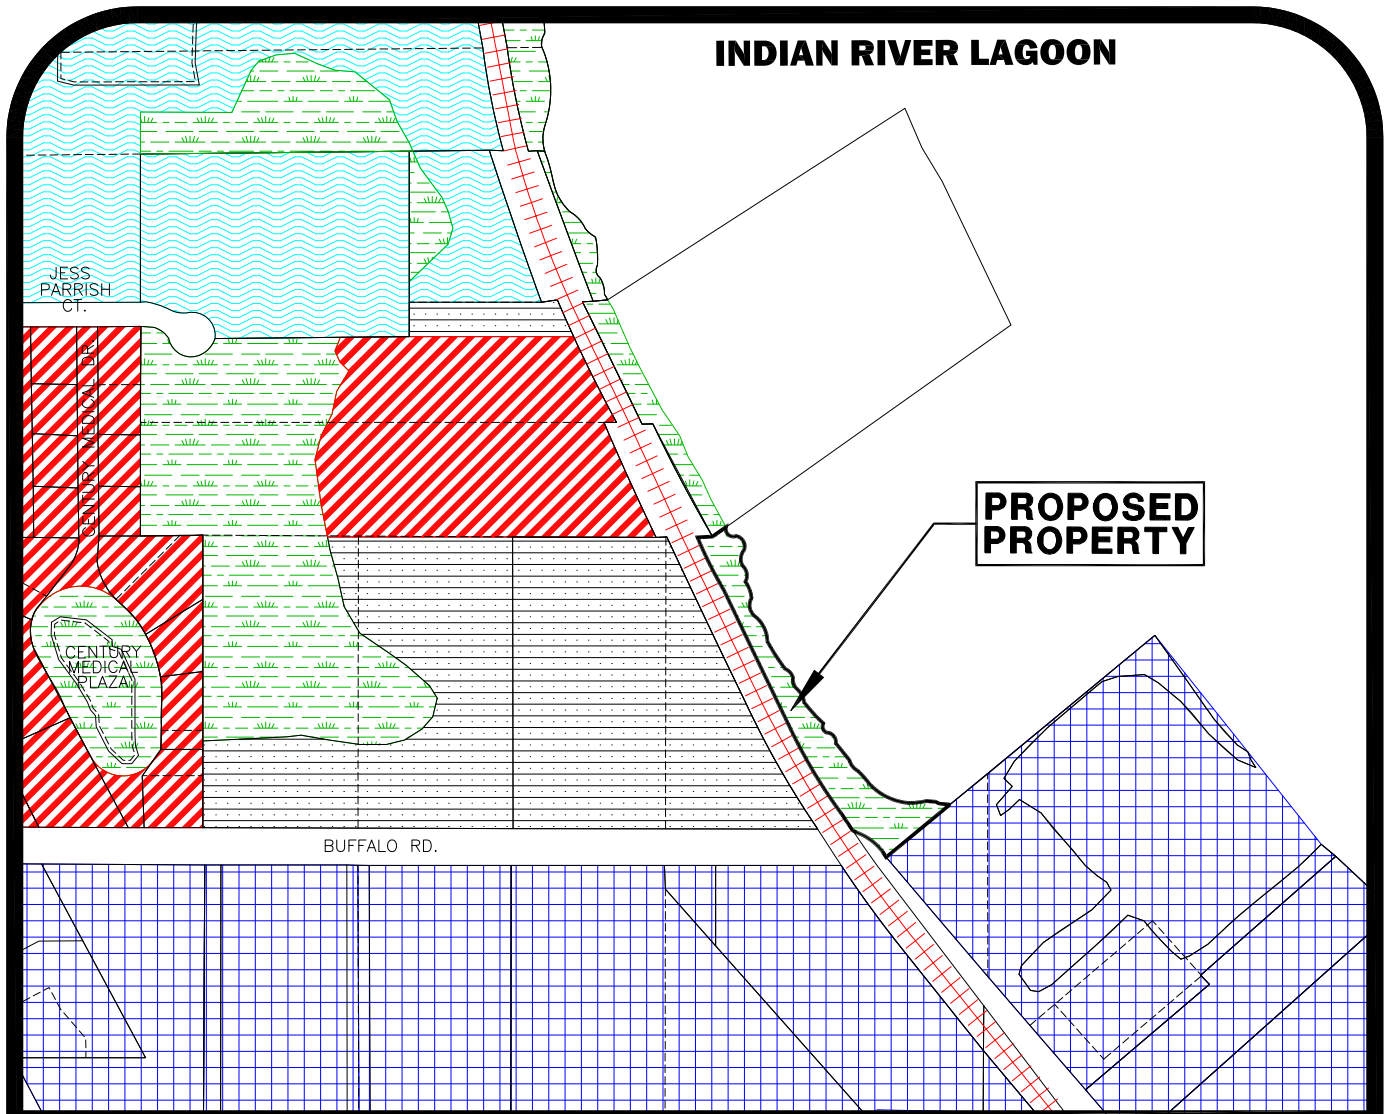 INDIAN RIVER LAGOON
JESS
PARRISH
CT.
CENTURY MEDICAL DR.
PROPOSED
PROPERTY
CENTURY
MEDICAL
PLAZA
BUFFALO RD.